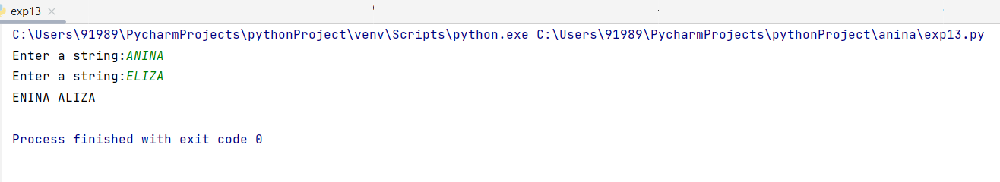 exp13
C:\Users\91989\PycharmProjects\pythonProject\venv\Scripts\python.exe C:\Users\91989\PycharmProjects\pythonProject\anina\exp13.py
Enter a string:ANINA
Enter a string:ELIZA
ENINA ALIZA
Process finished with exit code 0